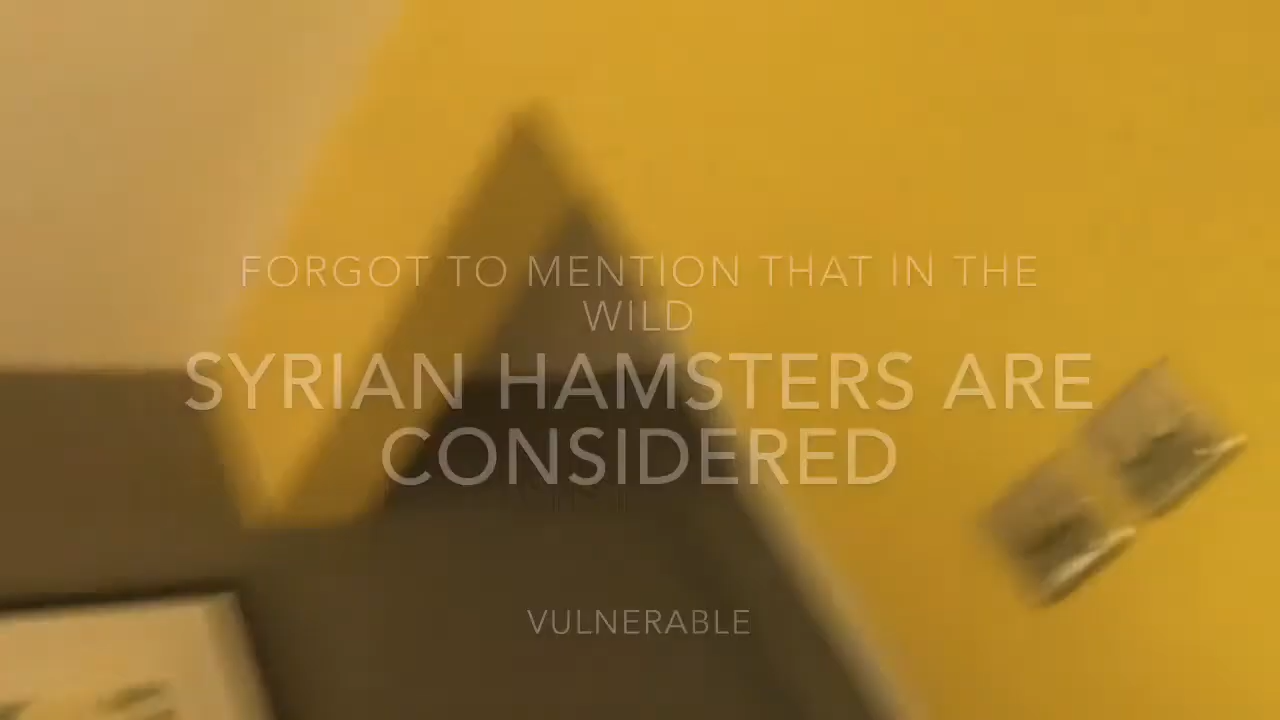 FORGOT TO MENTION THAT IN THE
WILD
SYRIAN HAMSTERS ARE
CONSIDERED
VULNERABLE